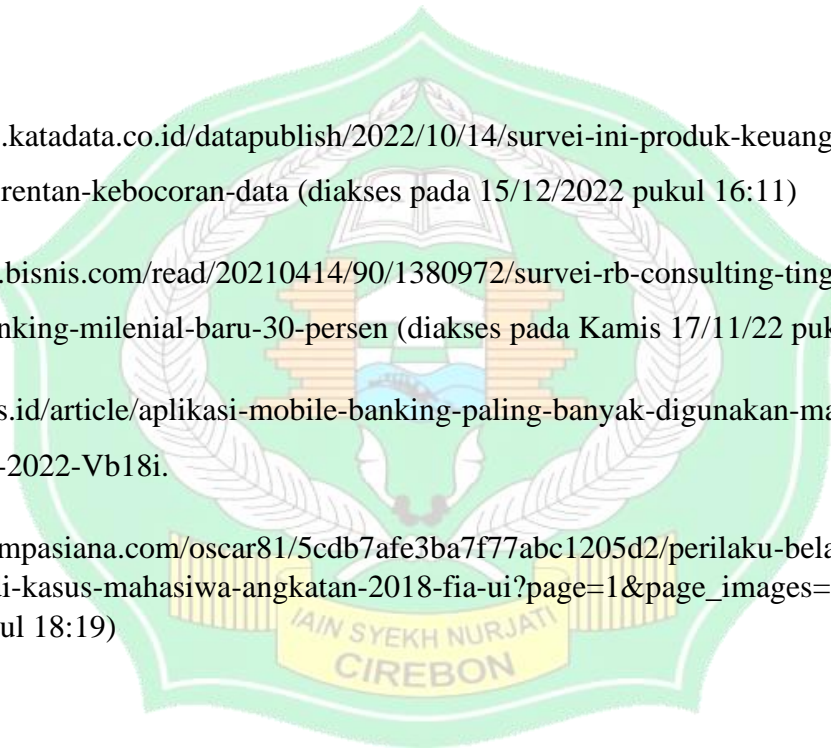 .katadata.co.id/datapublish/2022/10/14/survei-ini-produk-keuang
rentan-kebocoran-data (diakses pada 15/12/2022 pukul 16:11)
.bisnis.com/read/20210414/90/1380972/survei-rb-consulting-ting
nking-milenial-baru-30-persen (diakses pada Kamis 17/11/22 puk
s.id/article/aplikasi-mobile-banking-paling-banyak-digunakan-ma
-2022-Vb18i.
mpasiana.com/oscar81/5cdb7afe3ba7f77abc1205d2/perilaku-bela
di-kasus-mahasiwa-angkatan-2018-fia-ui?page=1&page_images=
ul 18:19)
IAIN SYEKH NURJATI
CIREBON